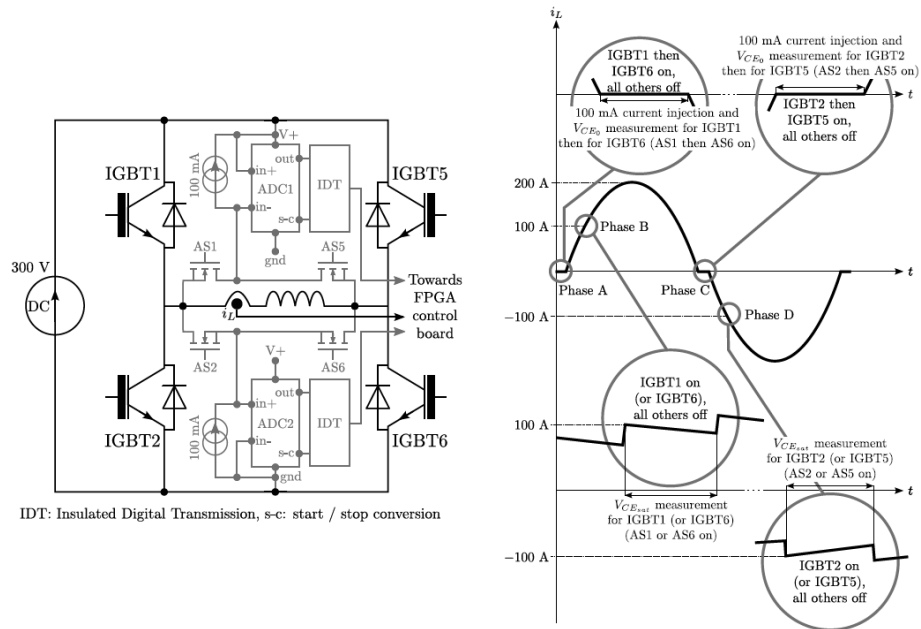 V+
out
in+
ADC1
IDT
in-
s-c
gnd
100 mA
IGBT1
IGBT5
AS1
AS5
300 V
DC
i_L
Towards
FPGA
control
board
AS2
AS6
V+
out
in+
ADC2
IDT
in-
s-c
gnd
100 mA
IGBT2
IGBT6
IDT: Insulated Digital Transmission, s-c: start / stop conversion
i_L
IGBT1 then
IGBT6 on,
all others off
100 mA current injection and
V_CE0 measurement for IGBT1
then for IGBT6 (AS1 then AS6 on)
100 mA current injection and
V_CE0 measurement for IGBT2
then for IGBT5 (AS2 then AS5 on)
t
IGBT2 then
IGBT5 on,
all others off
200 A
100 A
Phase B
t
Phase A
Phase C
−100 A
Phase D
IGBT1 on
(or IGBT6),
all others off
100 A
V_CEsat measurement
for IGBT2 (or IGBT5)
(AS2 or AS5 on)
t
V_CEsat measurement
for IGBT1 (or IGBT6)
(AS1 or AS6 on)
−100 A
IGBT2 on
(or IGBT5),
all others off